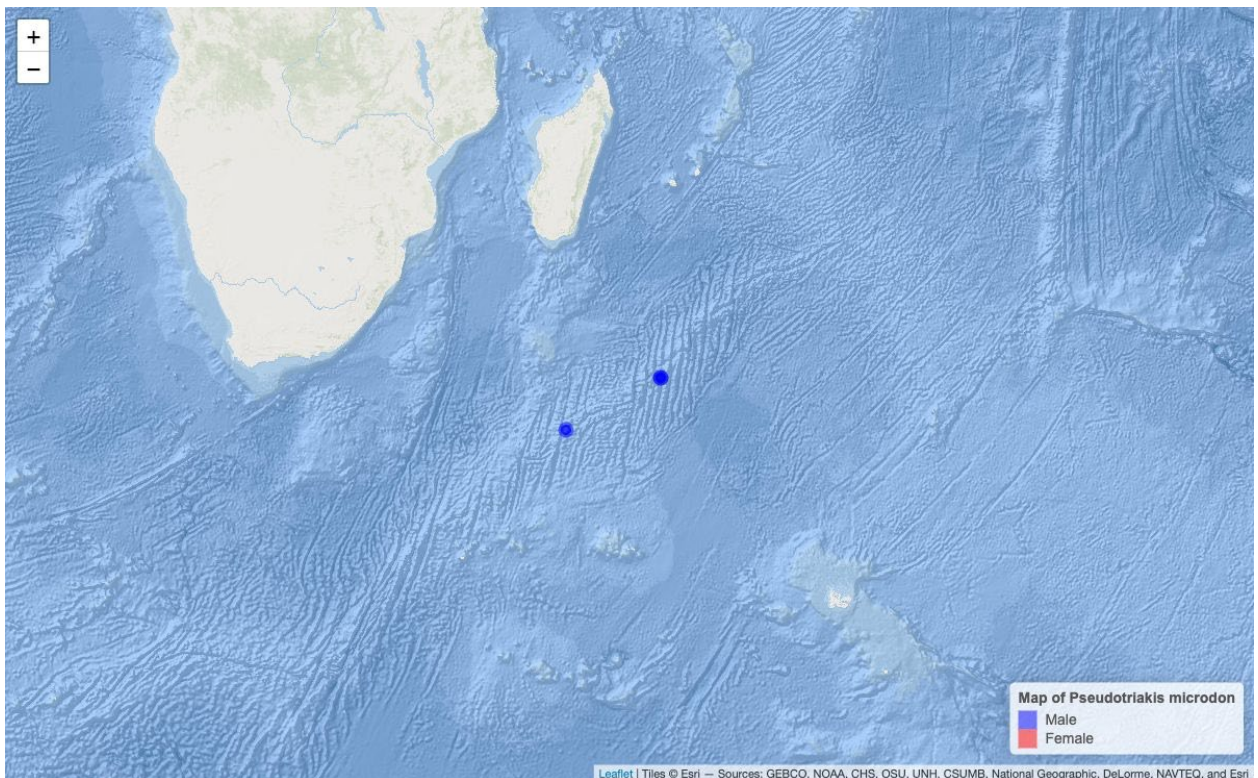 +
−
Map of Pseudotriakis microdon
Male
Female
Leaflet | Tiles © Esri — Sources: GEBCO, NOAA, CHS, OSU, UNH, CSUMB, National Geographic, DeLorme, NAVTEQ, and Esri